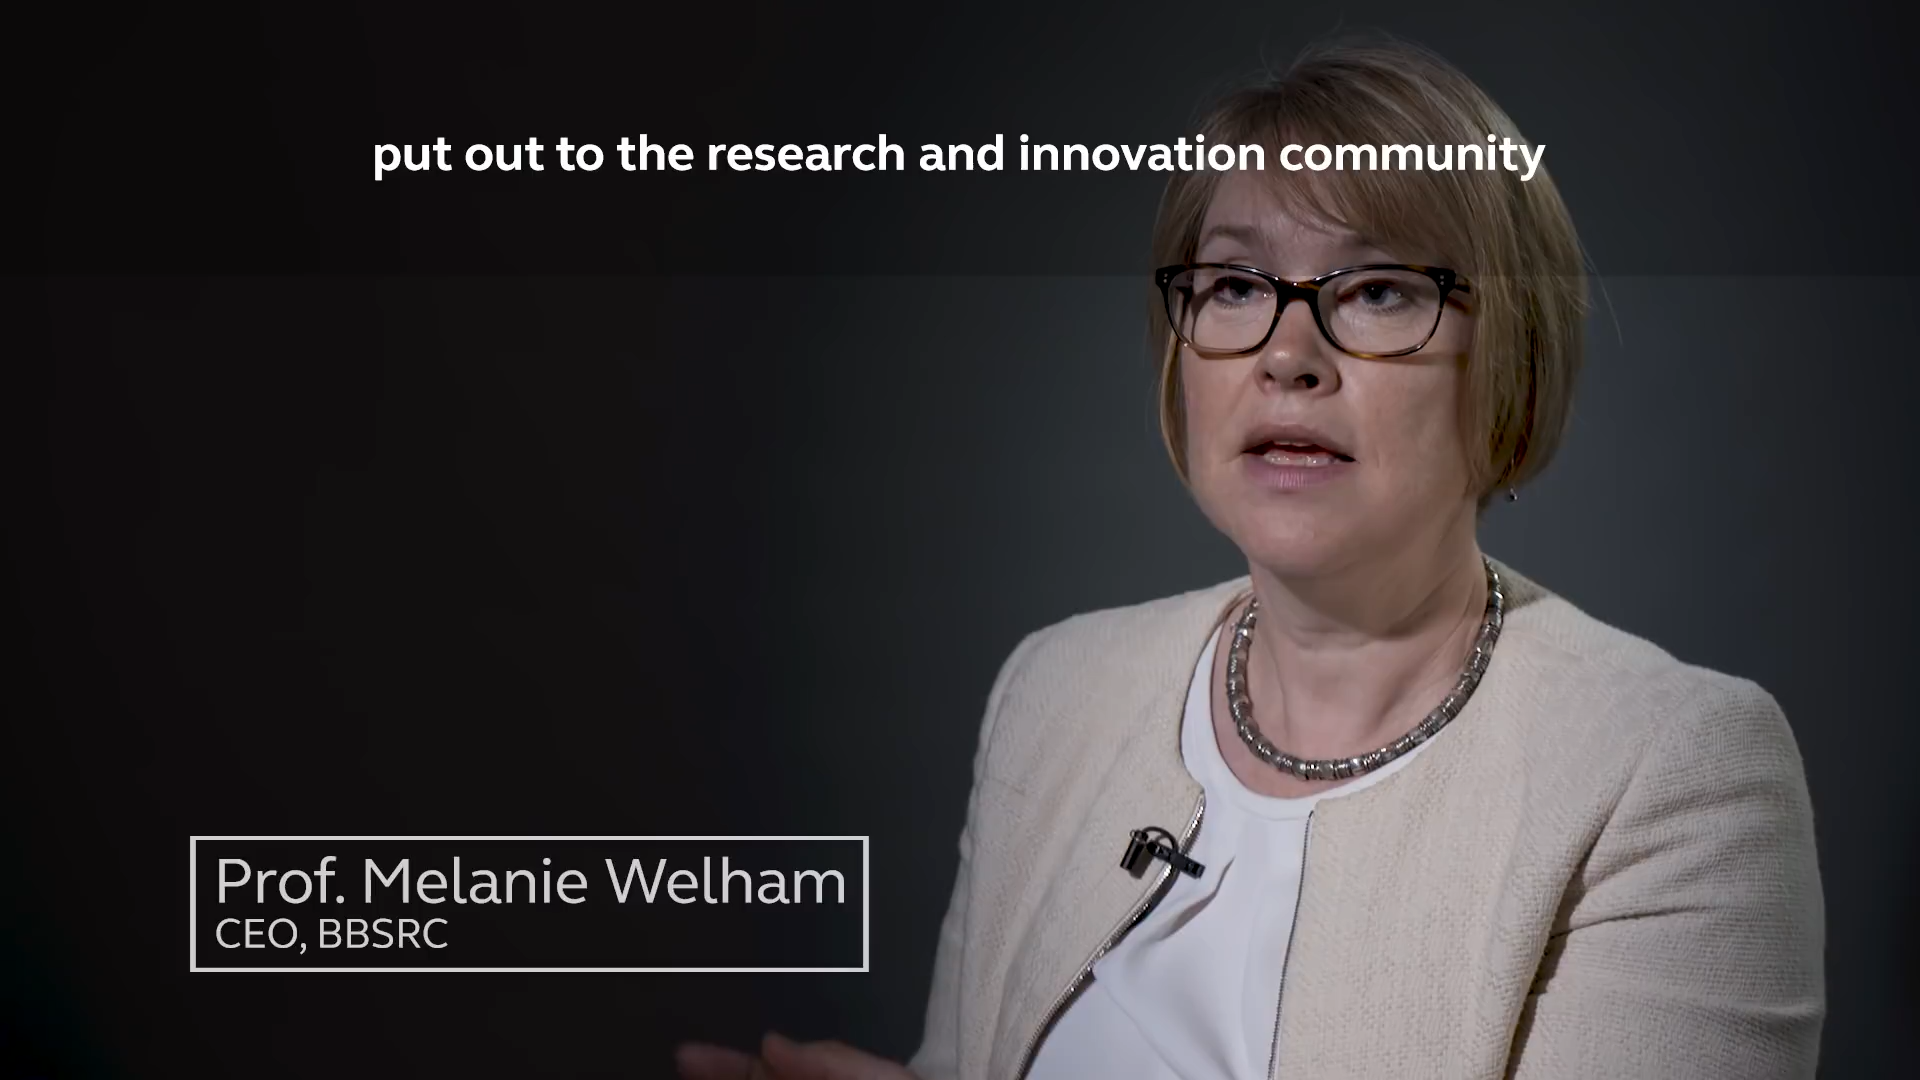 put out to the research and innovation community
Prof. Melanie Welham
CEO, BBSRC